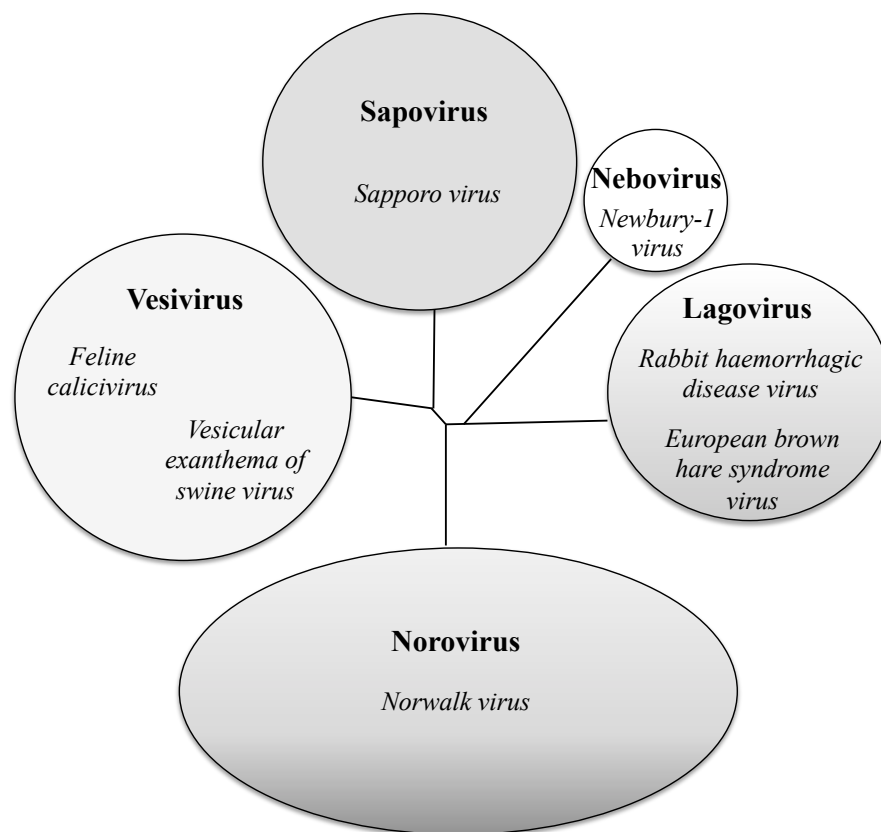 Sapovirus
Sapporo virus
Nebovirus
Newbury-1
virus
Vesivirus
Feline
calicivirus
Vesicular
exanthema of
swine virus
Lagovirus
Rabbit haemorrhagic
disease virus
European brown
hare syndrome
virus
Norovirus
Norwalk virus